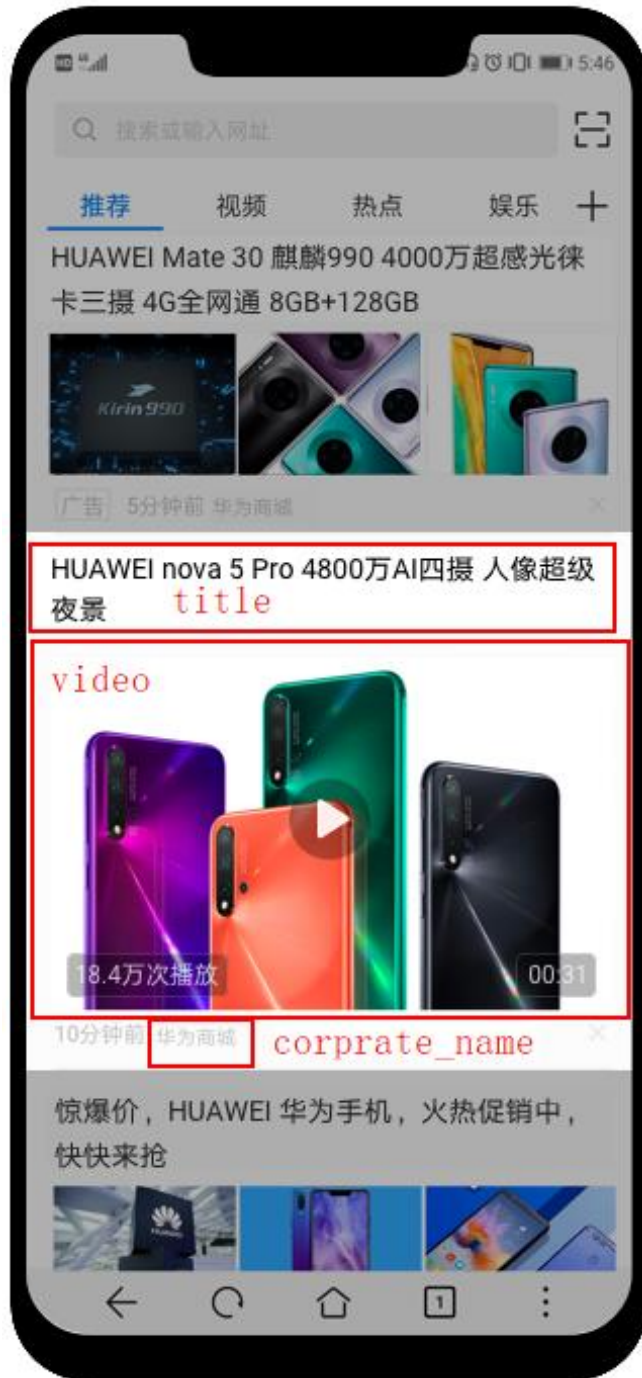 HD 4G 5:46
搜索或输入网址
推荐 视频 热点 娱乐
HUAWEI Mate 30 麒麟990 4000万超感光徕
卡三摄 4G全网通 8GB+128GB
Kirin 990
广告 5分钟前 华为商城
HUAWEI nova 5 Pro 4800万AI四摄 人像超级
夜景 title
video
18.4万次播放 00:31
10分钟前 华为商城 corprate_name
惊爆价，HUAWEI 华为手机，火热促销中，
快快来抢
HUAWEI
1